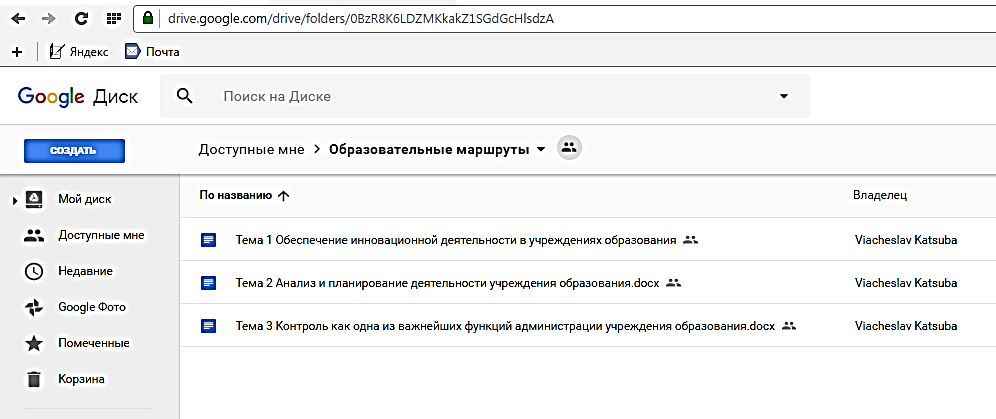 drive.google.com/drive/folders/0BzR8K6LDZMKkakZ1SGdGcHlsdzA
Яндекс Почта
Google Диск Поиск на Диске
СОЗДАТЬ Доступные мне > Образовательные маршруты
Мой диск
Доступные мне
Недавние
Google Фото
Помеченные
Корзина
По названию Владелец
Тема 1 Обеспечение инновационной деятельности в учреждениях образования Viacheslav Katsuba
Тема 2 Анализ и планирование деятельности учреждения образования.docx Viacheslav Katsuba
Тема 3 Контроль как одна из важнейших функций администрации учреждения образования.docx Viacheslav Katsuba